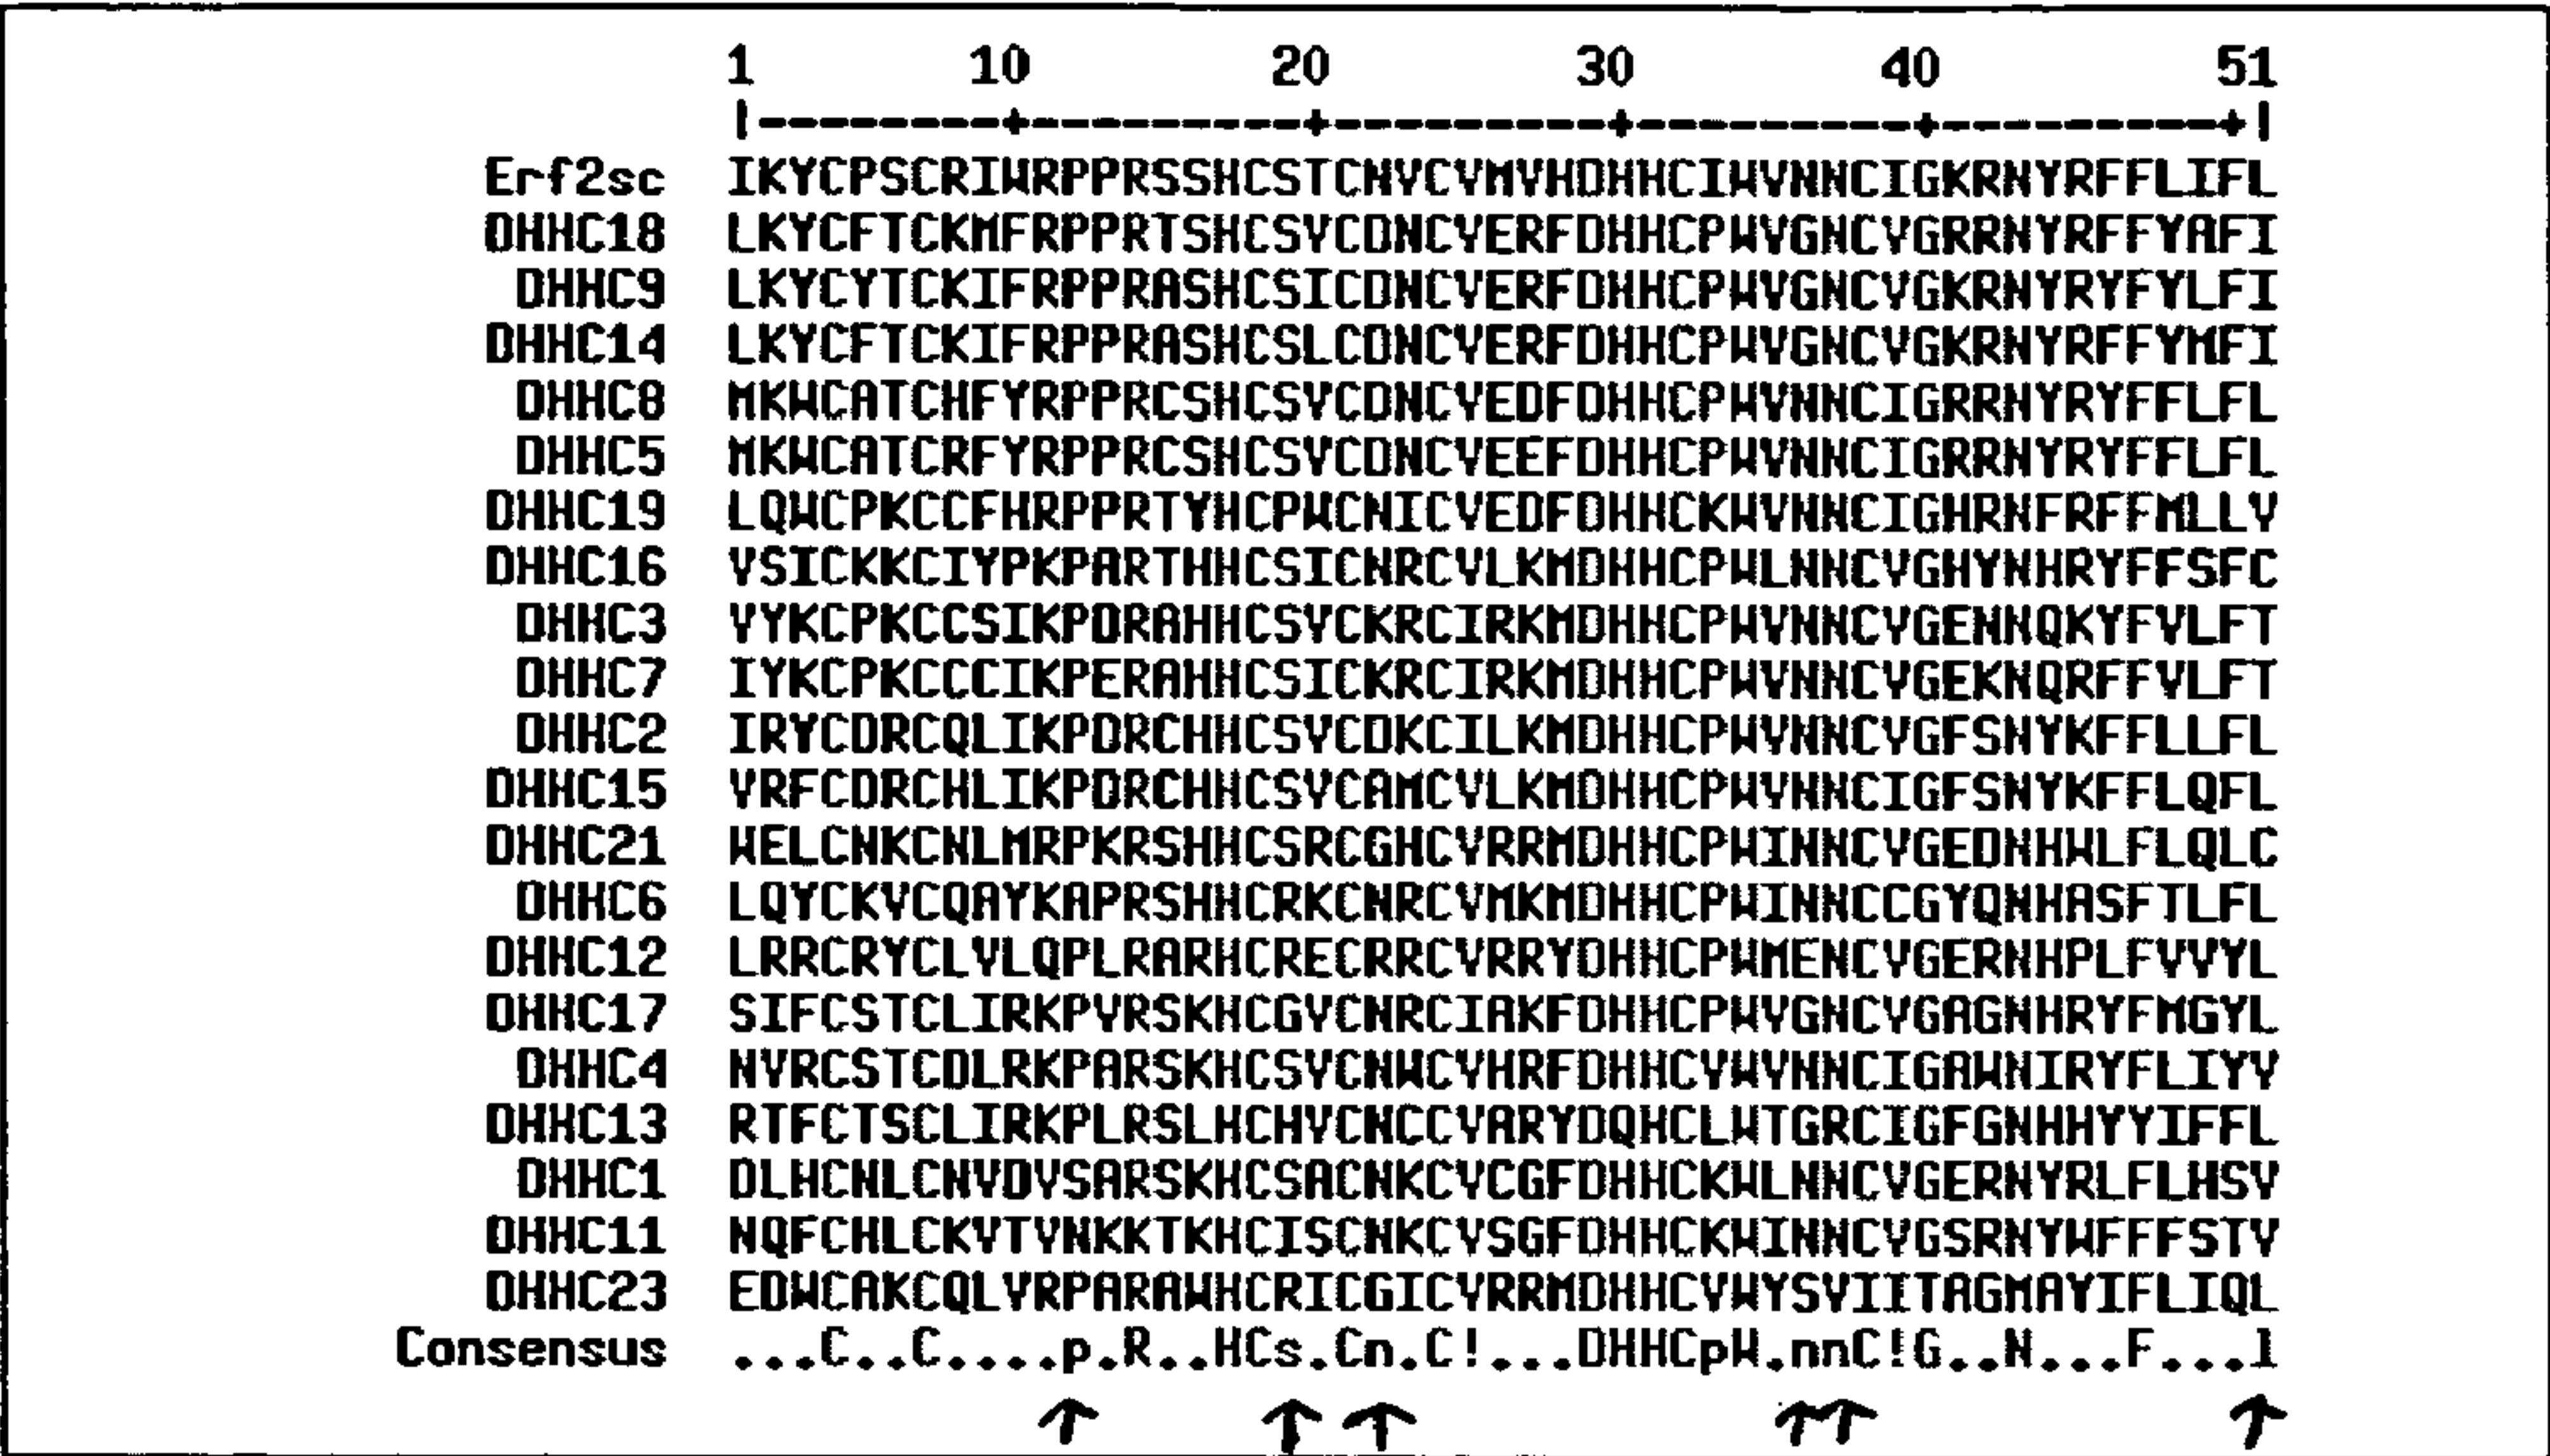 1 10 20 30 40 51
|--------+---------+---------+---------+---------+|
Erf2sc IKYCPSCRIWRPPRSSHCSTCNVCVMVHDHHCIWVNNCIGKRNYRFFLIFL
DHHC18 LKYCFTCKMFRPPRTSHCSVCDNCVERFDHHCPWVGNCVGRRNYRFFYAFI
DHHC9 LKYCYTCKIFRPPRASHCSICDNCVERFDHHCPWVGNCVGKRNYRYFYLFI
DHHC14 LKYCFTCKIFRPPRASHCSLCDNCVERFDHHCPWVGNCVGKRNYRFFYMFI
DHHC8 MKWCATCHFYRPPRCSHCSVCDNCVEDFDHHCPWVNNCIGRRNYRYFFLFL
DHHC5 MKWCATCRFYRPPRCSHCSVCDNCVEEFDHHCPWVNNCIGRRNYRYFFLFL
DHHC19 LQWCPKCCFHRPPRTYHCPWCNICVEDFDHHCKWVNNCIGHRNFRFFMLLV
DHHC16 VSICKKCIYPKPARTHHCSICNRCVLKMDHHCPWLNNCVGHYNHRYFFSFC
DHHC3 VYKCPKCCSIKPDRAHHCSVCKRCIRKMDHHCPWVNNCVGENNQKYFVLFT
DHHC7 IYKCPKCCCIKPERAHHCSICKRCIRKMDHHCPWVNNCVGEKNQRFFVLFT
DHHC2 IRYCDRCQLIKPDRCHHCSVCDKCILKMDHHCPWVNNCVGFSNYKFFLLFL
DHHC15 VRFCDRCHLIKPDRCHHCSVCAMCVLKMDHHCPWVNNCIGFSNYKFFLQFL
DHHC21 WELCNKCNLMRPKRSHHCSRCGHCVRRMDHHCPWINNCVGEDNHWLFLQLC
DHHC6 LQYCKVCQAYKAPRSHHCRKCNRCVMKMDHHCPWINNCCGYQNHASFTLFL
DHHC12 LRRCRYCLVLQPLRARHCRECRRCVRRYDHHCPWMENCVGERNHPLFVVYL
DHHC17 SIFCSTCLIRKPVRSKHCGVCNRCIAKFDHHCPWVGNCVGAGNHRYFMGYL
DHHC4 NVRCSTCDLRKPARSKHCSVCNWCVHRFDHHCVWVNNCIGAWNIRYFLIYV
DHHC13 RTFCTSCLIRKPLRSLHCHVCNCCVARYDQHCLWTGRCIGFGNHHYYIFFL
DHHC1 DLHCNLCNVDVSARSKHCSACNKCVCGFDHHCKWLNNCVGERNYRLFLHSV
DHHC11 NQFCHLCKVTVNKKTKHCISCNKCVSGFDHHCKWINNCVGSRNYWFFFSTV
DHHC23 EDWCAKCQLVRPARAWHCRICGICVRRMDHHCVWYSVIITAGMAYIFLIQL
Consensus ...C..C....p.R..HCs.Cn.C!...DHHCpW.nnC!G..N...F...l